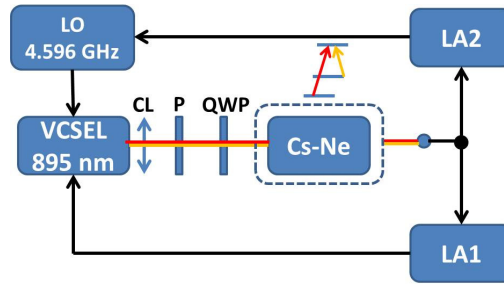 LO
4.596 GHz
LA2
CL
P
QWP
VCSEL
895 nm
Cs-Ne
LA1